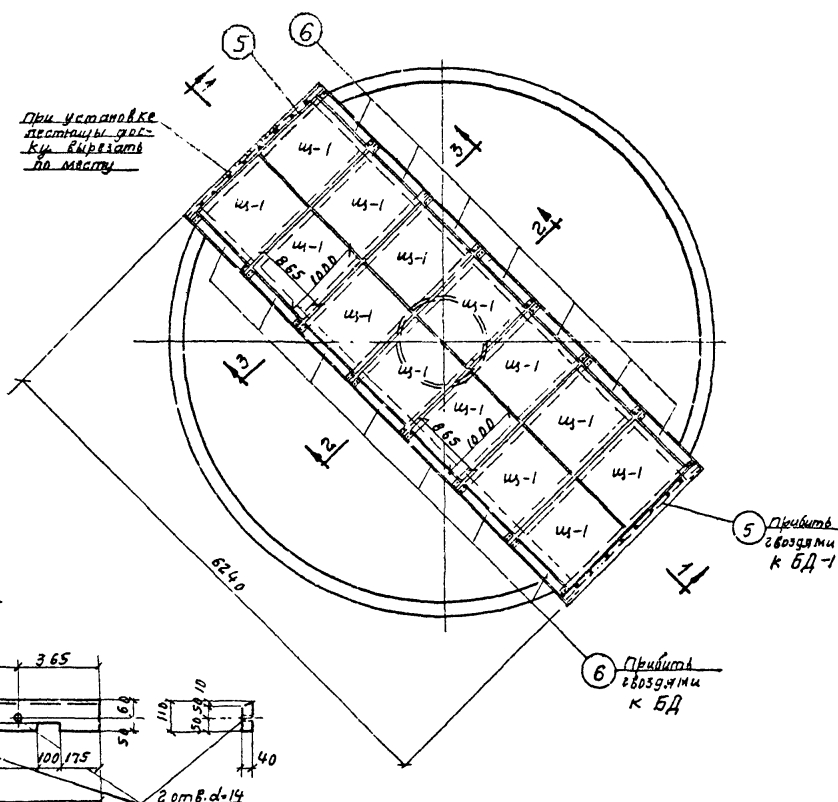 5
6
1
При установке
лестницы дос-
ку вырезать
по месту
3
2
щ-1
щ-1
щ-1
щ-1
щ-1
щ-1
865
1000
щ-1
щ-1
щ-1
щ-1
щ-1
865
1000
щ-1
щ-1
щ-1
3
2
6240
5
Прибить
гвоздями
к БД-1
1
6
Прибить
гвоздями
к БД
365
60
50
100 175
110
50 50 10
40
2 отв. d=14